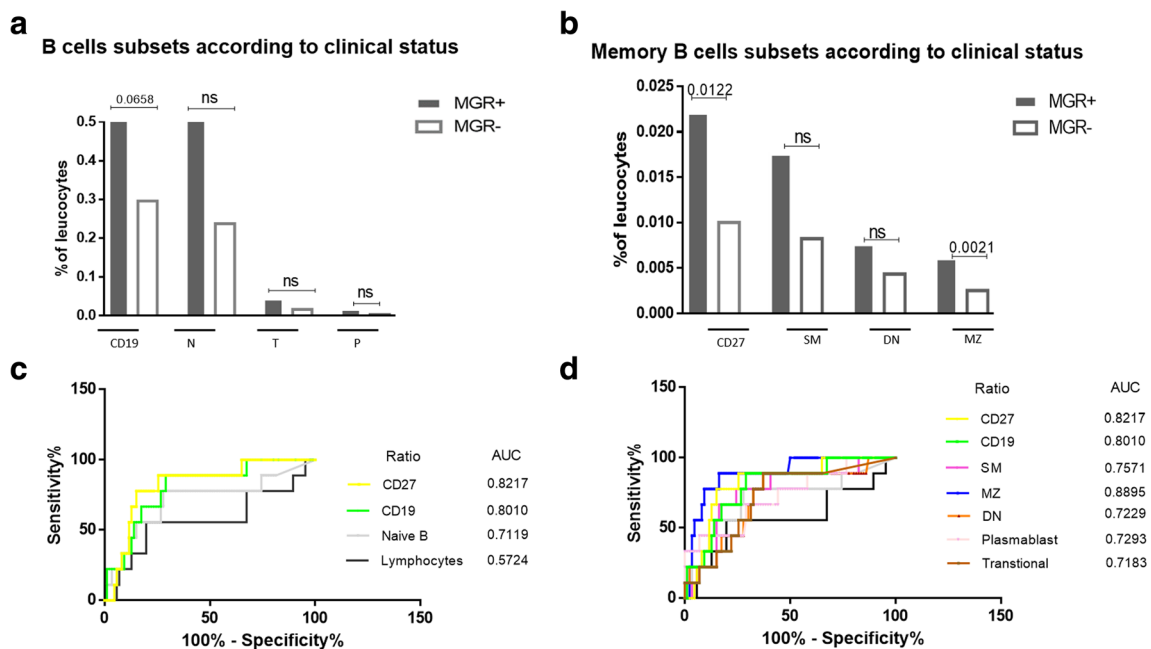 a
B cells subsets according to clinical status
0.0658
ns
ns
ns
MGR+
MGR-
%of leucocytes
0.5
0.4
0.3
0.2
0.1
0.0
CD19 N T P
b
Memory B cells subsets according to clinical status
0.0122
ns
ns
0.0021
MGR+
MGR-
%of leucocytes
0.025
0.020
0.015
0.010
0.005
0.000
CD27 SM DN MZ
c
Sensitivity%
150
100
50
0
0 50 100 150
100% - Specificity%
Ratio AUC
CD27 0.8217
CD19 0.8010
Naive B 0.7119
Lymphocytes 0.5724
d
Sensitivity%
150
100
50
0
0 50 100 150
100% - Specificity%
Ratio AUC
CD27 0.8217
CD19 0.8010
SM 0.7571
MZ 0.8895
DN 0.7229
Plasmablast 0.7293
Transtional 0.7183